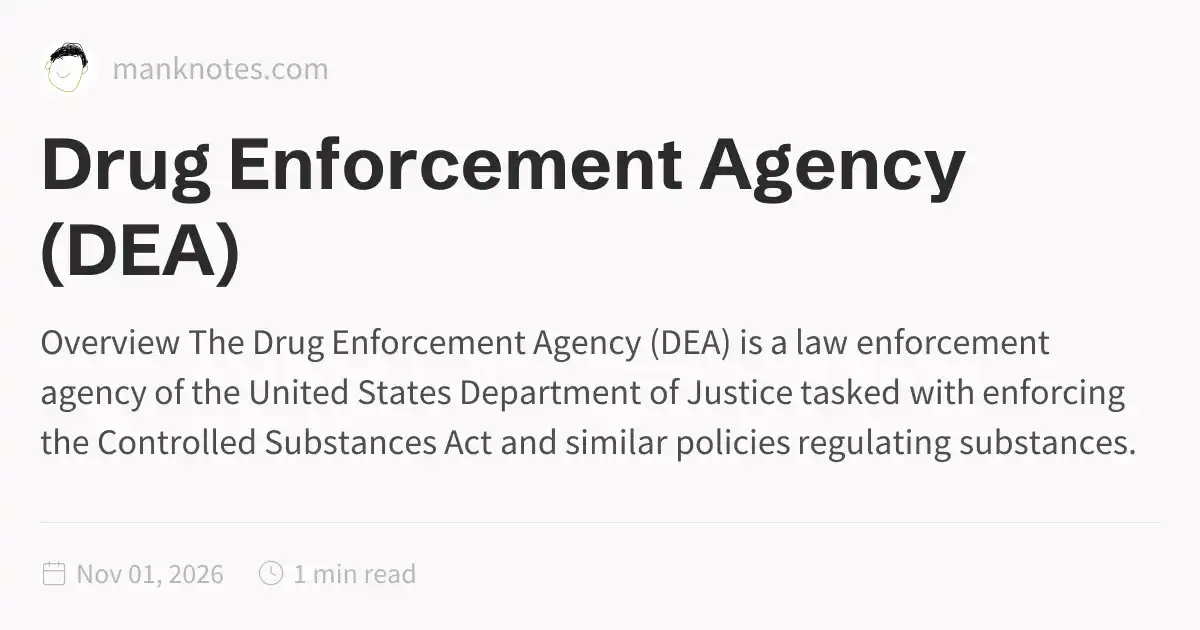 manknotes.com
Drug Enforcement Agency
(DEA)
Overview The Drug Enforcement Agency (DEA) is a law enforcement
agency of the United States Department of Justice tasked with enforcing
the Controlled Substances Act and similar policies regulating substances.
Nov 01, 2026 1 min read